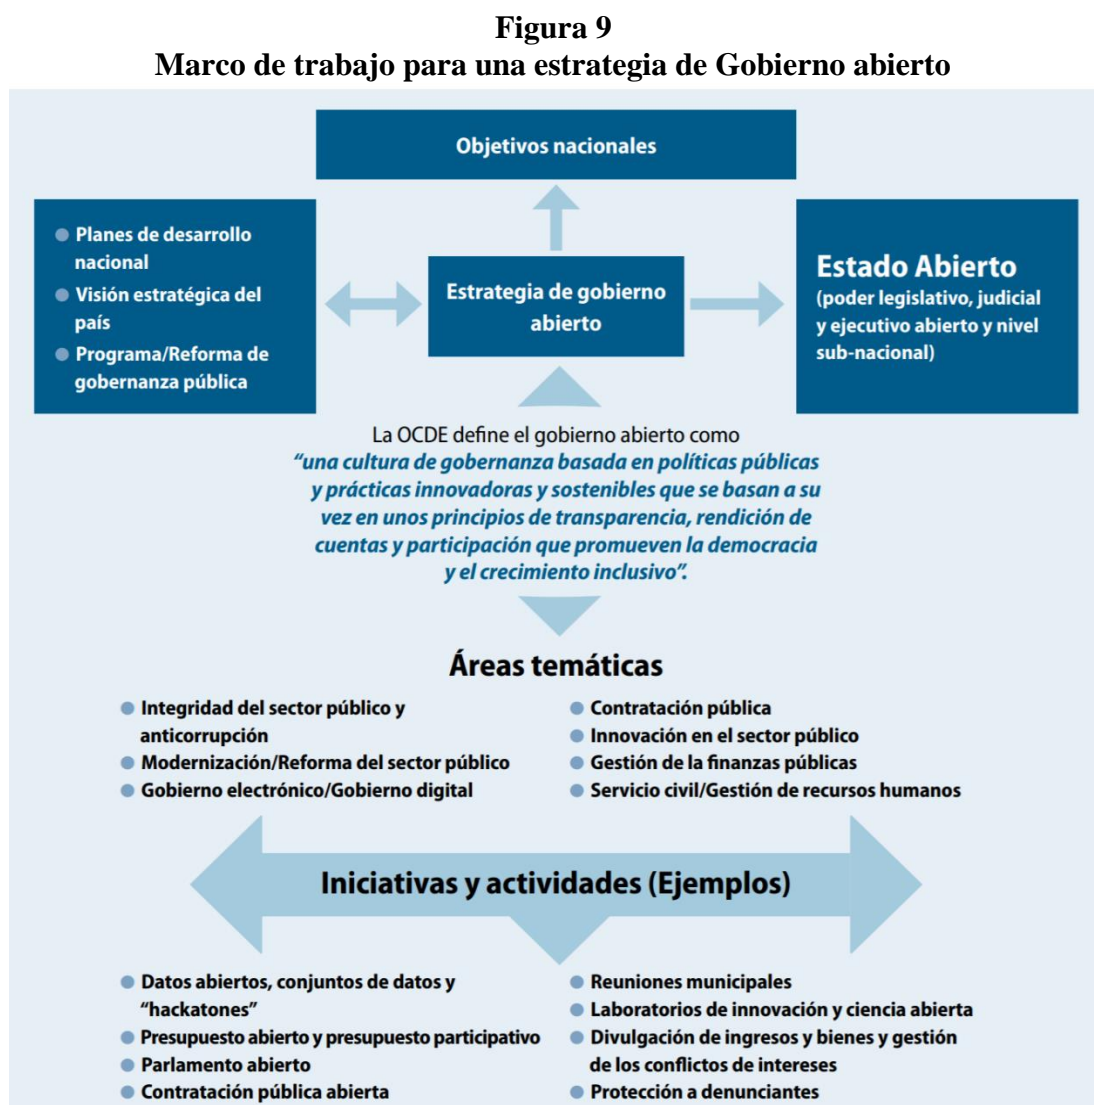 Figura 9
Marco de trabajo para una estrategia de Gobierno abierto
Objetivos nacionales
Planes de desarrollo
nacional
Visión estratégica del
país
Programa/Reforma de
gobernanza pública
Estrategia de gobierno
abierto
Estado Abierto
(poder legislativo, judicial
y ejecutivo abierto y nivel
sub-nacional)
La OCDE define el gobierno abierto como
“una cultura de gobernanza basada en políticas públicas
y prácticas innovadoras y sostenibles que se basan a su
vez en unos principios de transparencia, rendición de
cuentas y participación que promueven la democracia
y el crecimiento inclusivo”.
Áreas temáticas
Integridad del sector público y
anticorrupción
Modernización/Reforma del sector público
Gobierno electrónico/Gobierno digital
Contratación pública
Innovación en el sector público
Gestión de la finanzas públicas
Servicio civil/Gestión de recursos humanos
Iniciativas y actividades (Ejemplos)
Datos abiertos, conjuntos de datos y
“hackatones”
Presupuesto abierto y presupuesto participativo
Parlamento abierto
Contratación pública abierta
Reuniones municipales
Laboratorios de innovación y ciencia abierta
Divulgación de ingresos y bienes y gestión
de los conflictos de intereses
Protección a denunciantes